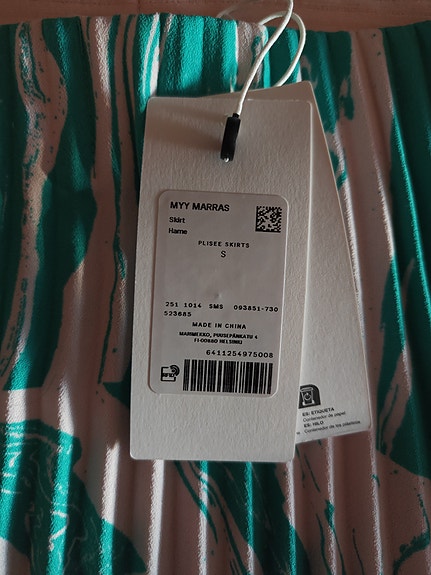 MYY MARRAS
Skirt
Hame
PLISEE SKIRTS
S
251 1014 SMS 093851-730
523685
MADE IN CHINA
MARIMEKKO, PUUSEPÄNKATU 4
FI-00880 HELSINKI
6411254975008
RFID
ES: ETIQUETA
Contenedor de papel.
ES: HILO
Contenedor de los plásticos.